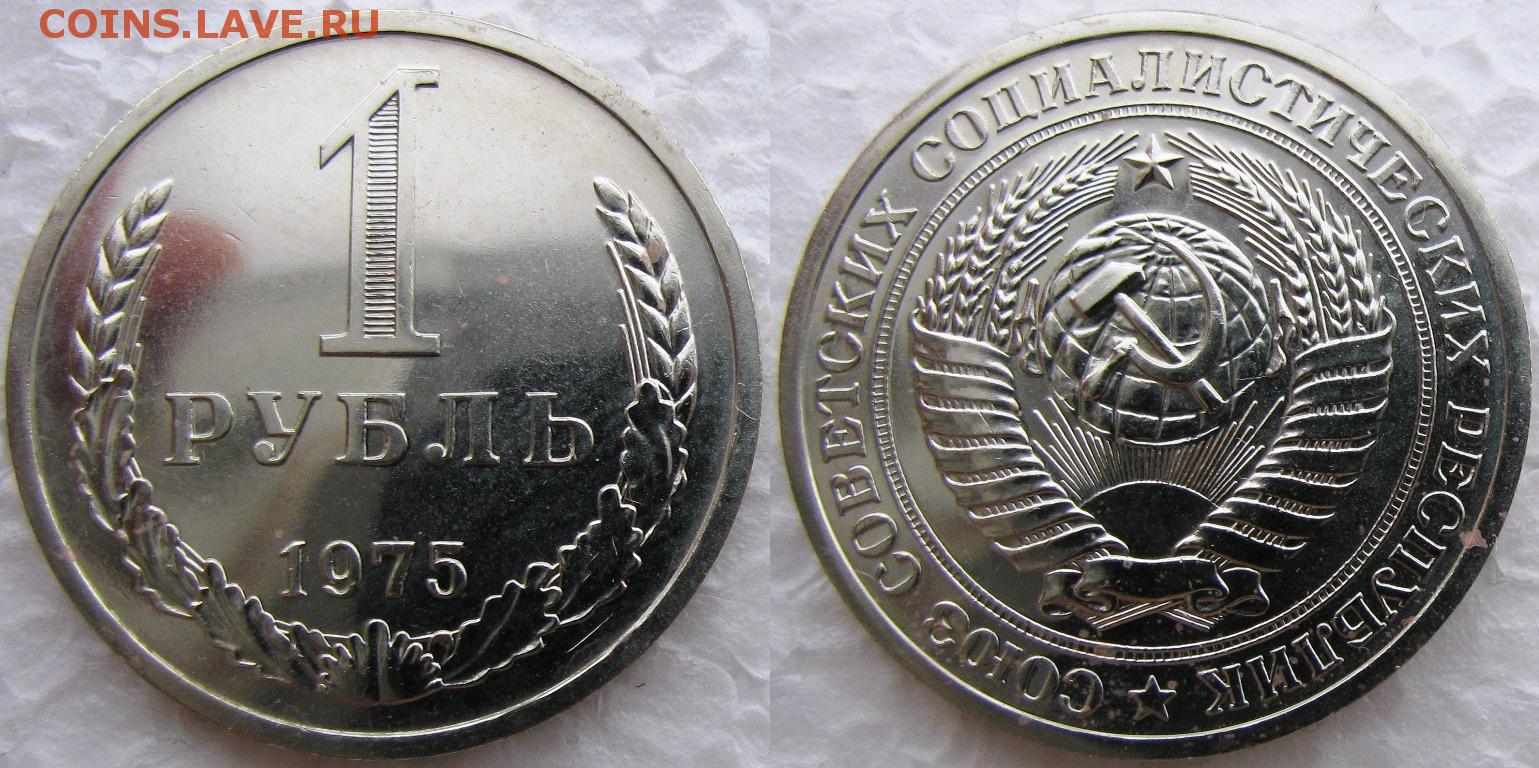 COINS.LAVE.RU
1
РУБЛЬ
1975
СОЮЗ СОВЕТСКИХ СОЦИАЛИСТИЧЕСКИХ РЕСПУБЛИК